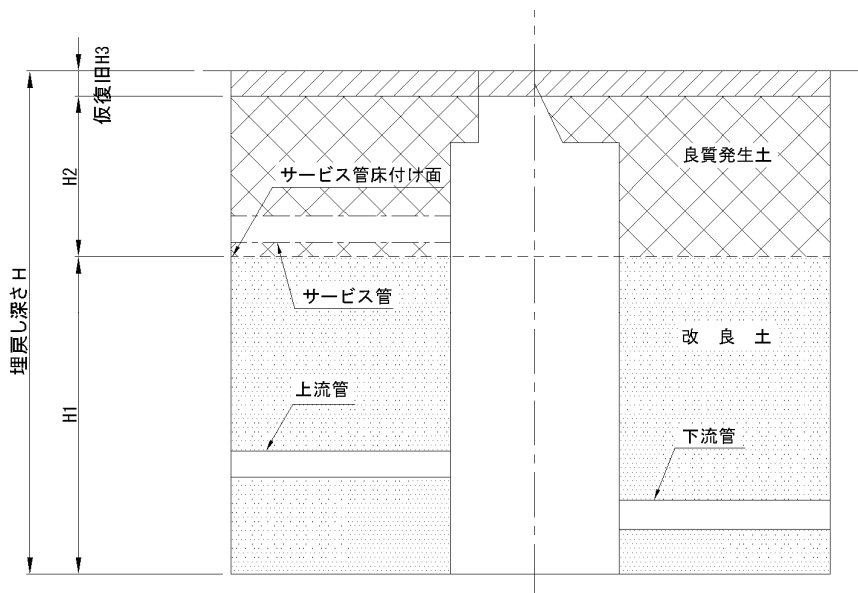 仮復旧H3
H2
埋戻し深さ H
H1
サービス管床付け面
サービス管
上流管
良質発生土
改 良 土
下流管